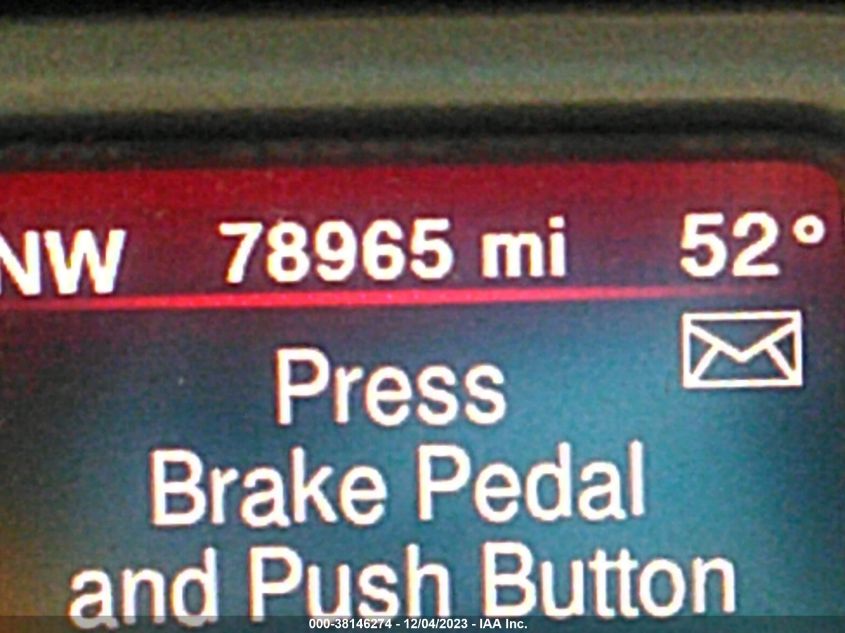 NW 78965 mi 52°
Press
Brake Pedal
and Push Button
000-38146274 - 12/04/2023 - IAA Inc.